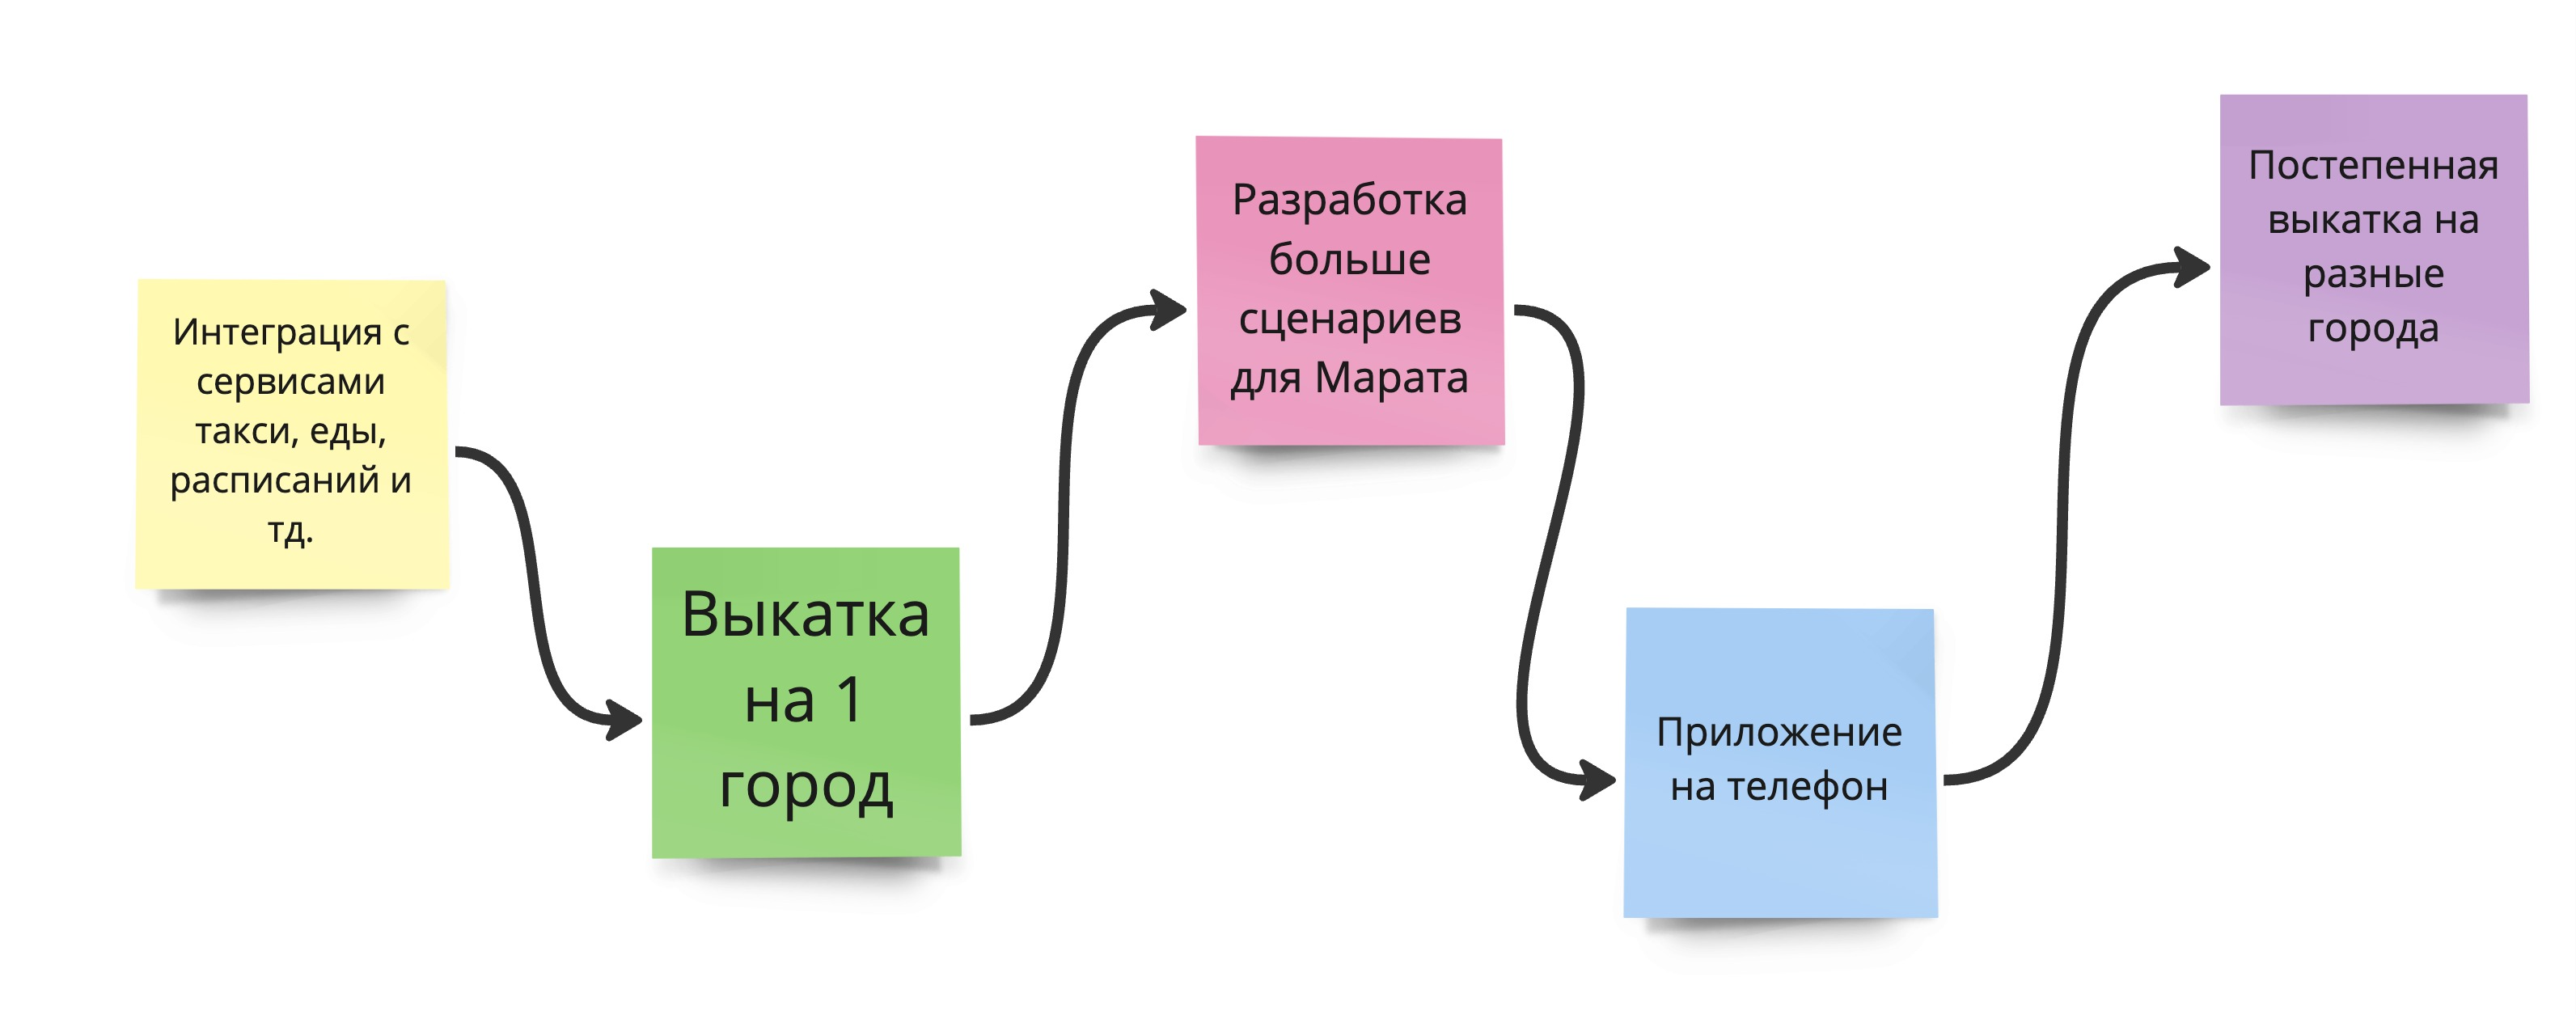 Интеграция с
сервисами
такси, еды,
расписаний и
тд.
Выкатка
на 1
город
Разработка
больше
сценариев
для Марата
Приложение
на телефон
Постепенная
выкатка на
разные
города